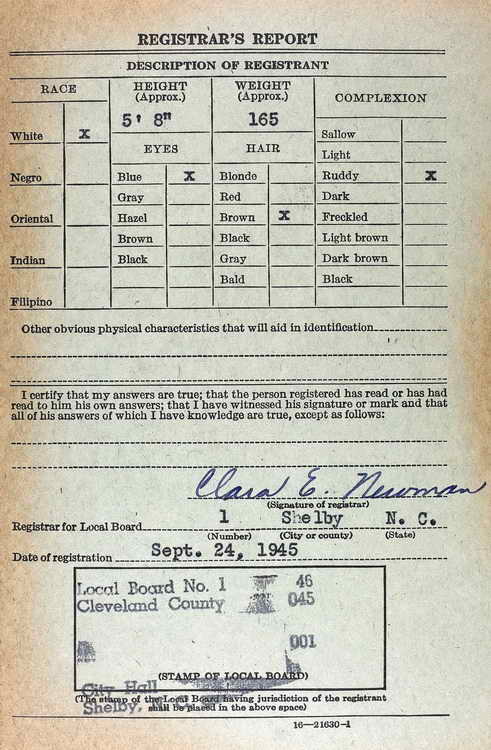 REGISTRAR'S REPORT
DESCRIPTION OF REGISTRANT
RACE HEIGHT (Approx.) WEIGHT (Approx.) COMPLEXION
5' 8" 165
White X Sallow
EYES HAIR Light
Negro Blue X Blonde Ruddy X
Gray Red Dark
Oriental Hazel Brown X Freckled
Brown Black Light brown
Indian Black Gray Dark brown
Bald Black
Filipino
Other obvious physical characteristics that will aid in identification
I certify that my answers are true; that the person registered has read or has had
read to him his own answers; that I have witnessed his signature or mark and that
all of his answers of which I have knowledge are true, except as follows:
Clara E. Newman
(Signature of registrar)
Registrar for Local Board 1 Shelby N. C.
(Number) (City or county) (State)
Date of registration Sept. 24, 1945
Local Board No. 1 46
Cleveland County 045
001
(STAMP OF LOCAL BOARD)
City Hall
(The stamp of the Local Board having jurisdiction of the registrant
Shelby, N. C.
shall be placed in the above space)
16—21630-1